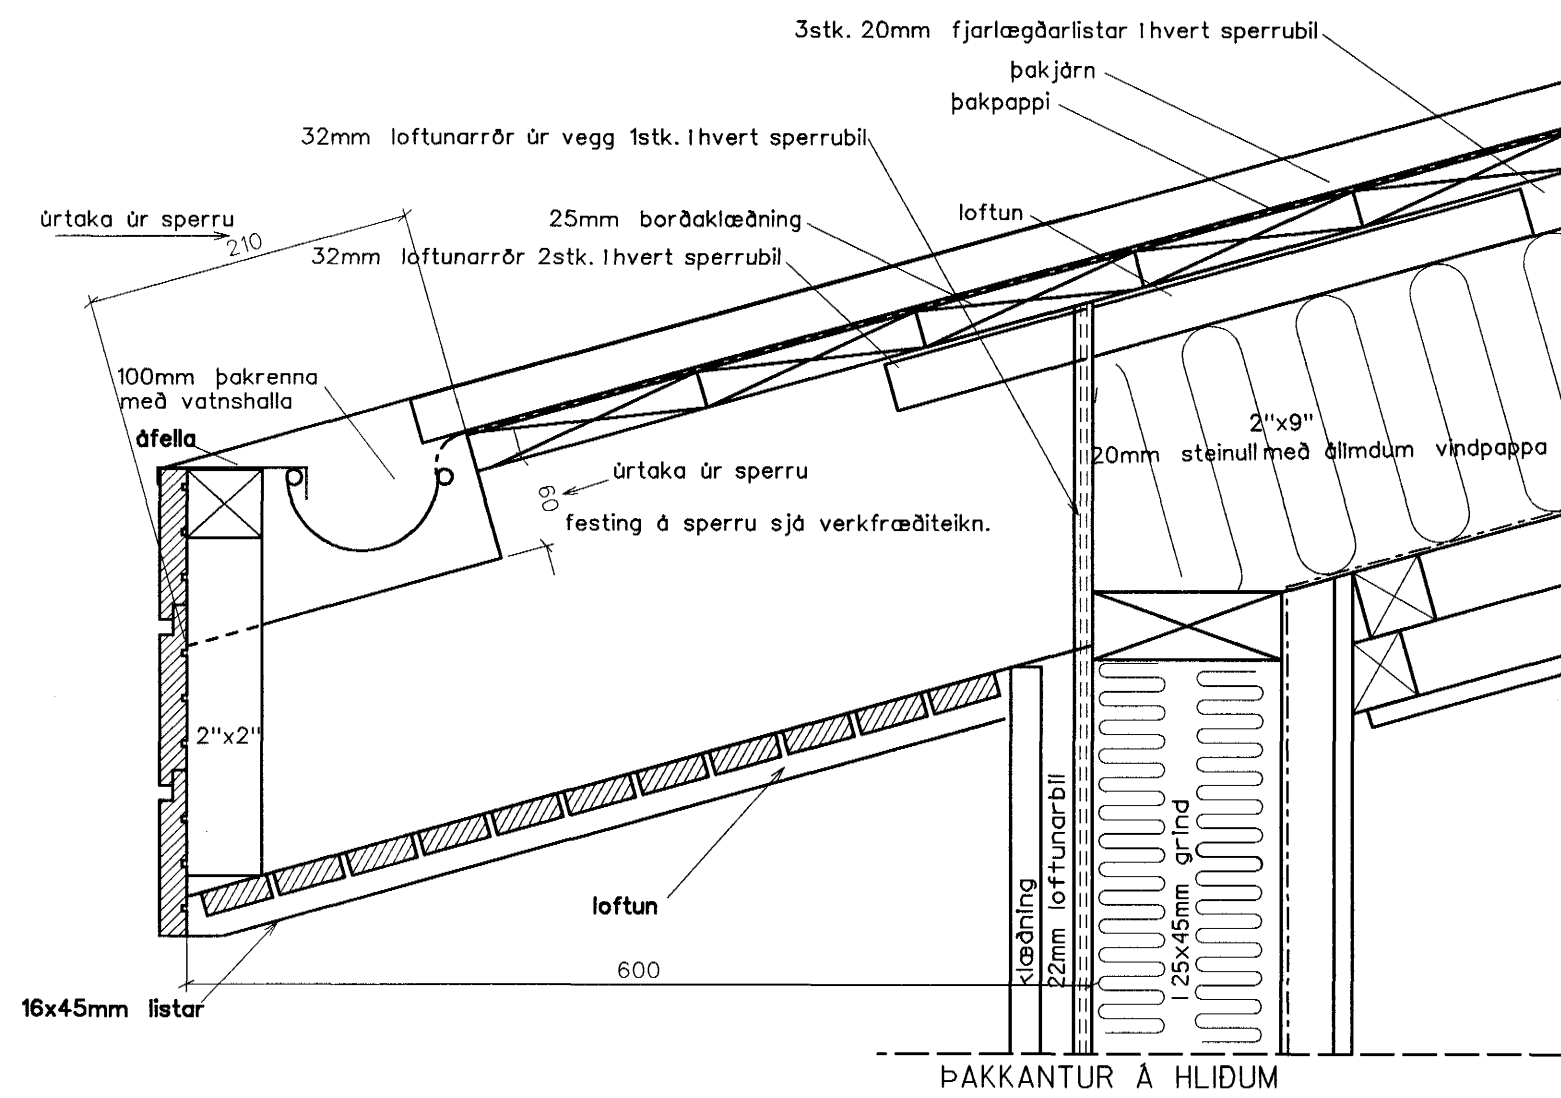 3stk. 20mm fjarlægðarlistar í hvert sperrubil
þakjárn
þakpappi
32mm loftunarrör úr vegg 1stk. í hvert sperrubil
úrtaka úr sperru
210
25mm borðaklæðning
loftun
32mm loftunarrör 2stk. í hvert sperrubil
100mm þakrenna
með vatnshalla
áfella
2"x9"
20mm steinull með álímdum vindpappa
úrtaka úr sperru
60
festing á sperru sjá verkfræðiteikn.
2"x2"
loftun
klæðning
22mm loftunarbil
125x45mm grind
600
16x45mm listar
ÞAKKANTUR Á HLIÐUM